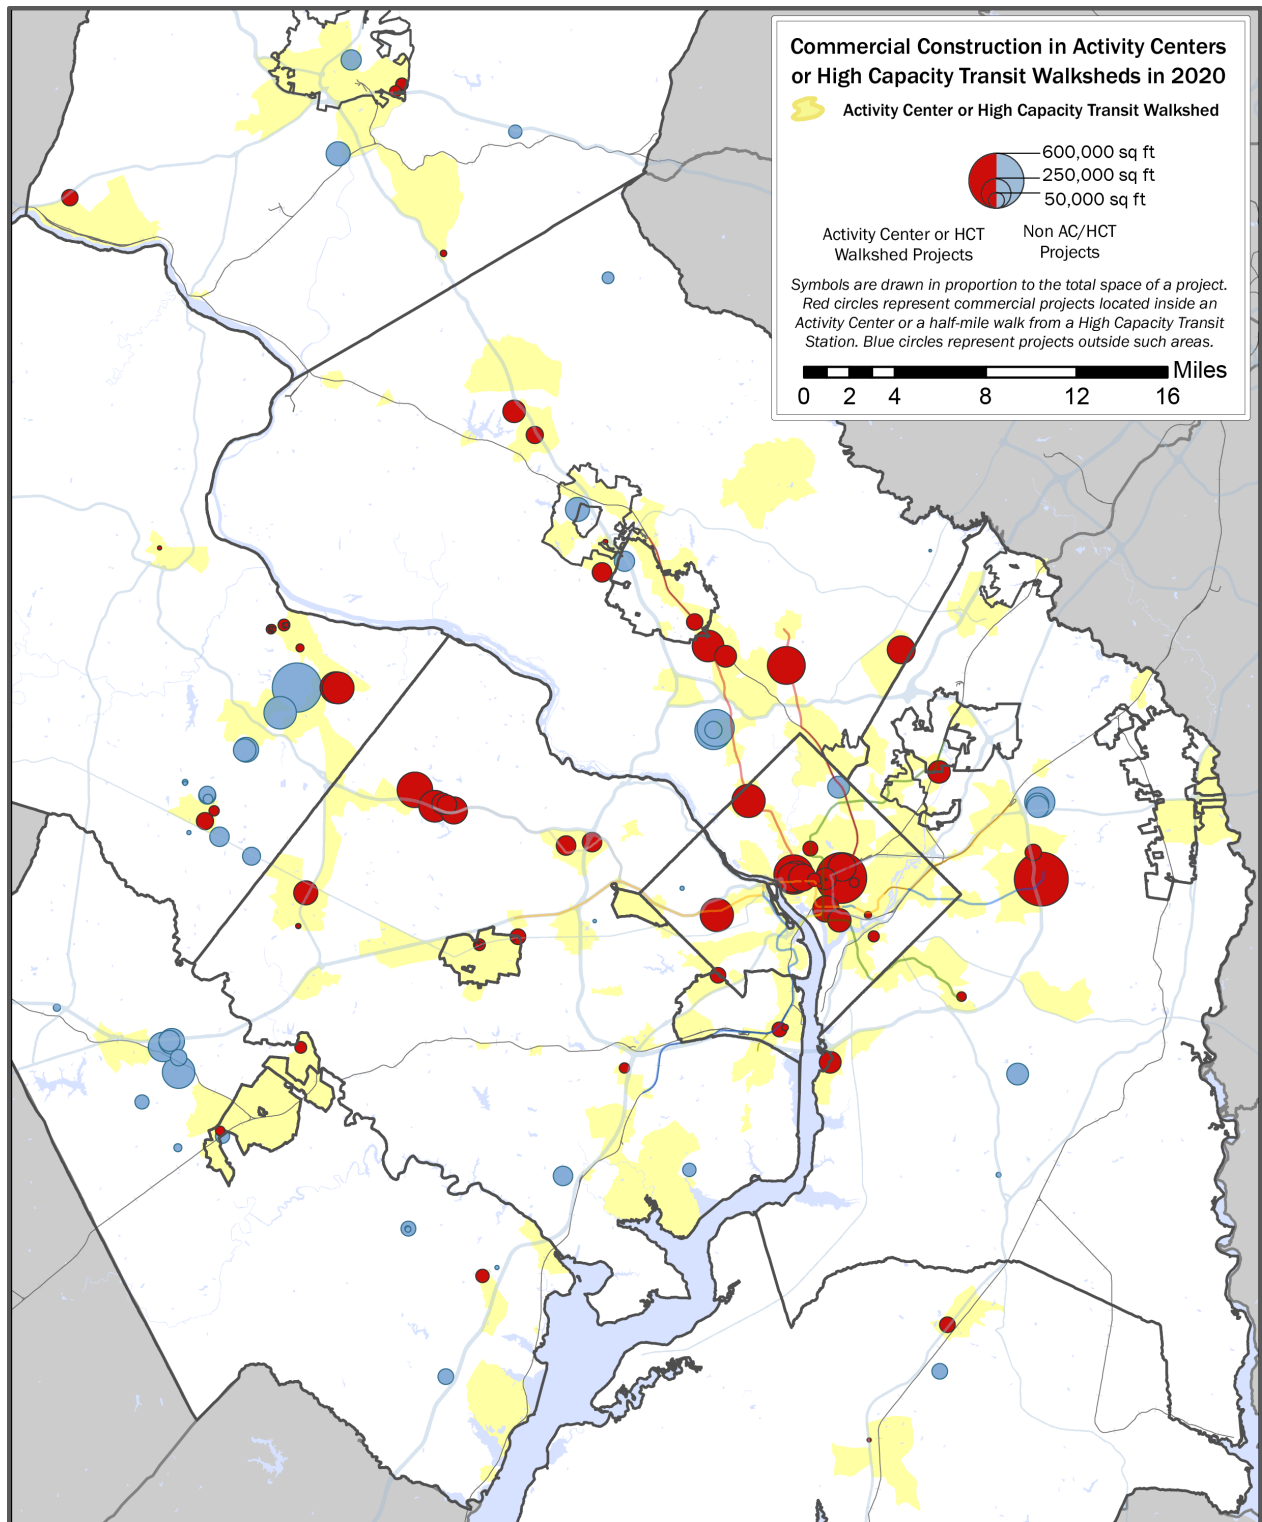 Commercial Construction in Activity Centers
or High Capacity Transit Walksheds in 2020
Activity Center or High Capacity Transit Walkshed
600,000 sq ft
250,000 sq ft
50,000 sq ft
Activity Center or HCT
Walkshed Projects
Non AC/HCT
Projects
Symbols are drawn in proportion to the total space of a project.
Red circles represent commercial projects located inside an
Activity Center or a half-mile walk from a High Capacity Transit
Station. Blue circles represent projects outside such areas.
Miles
0 2 4 8 12 16